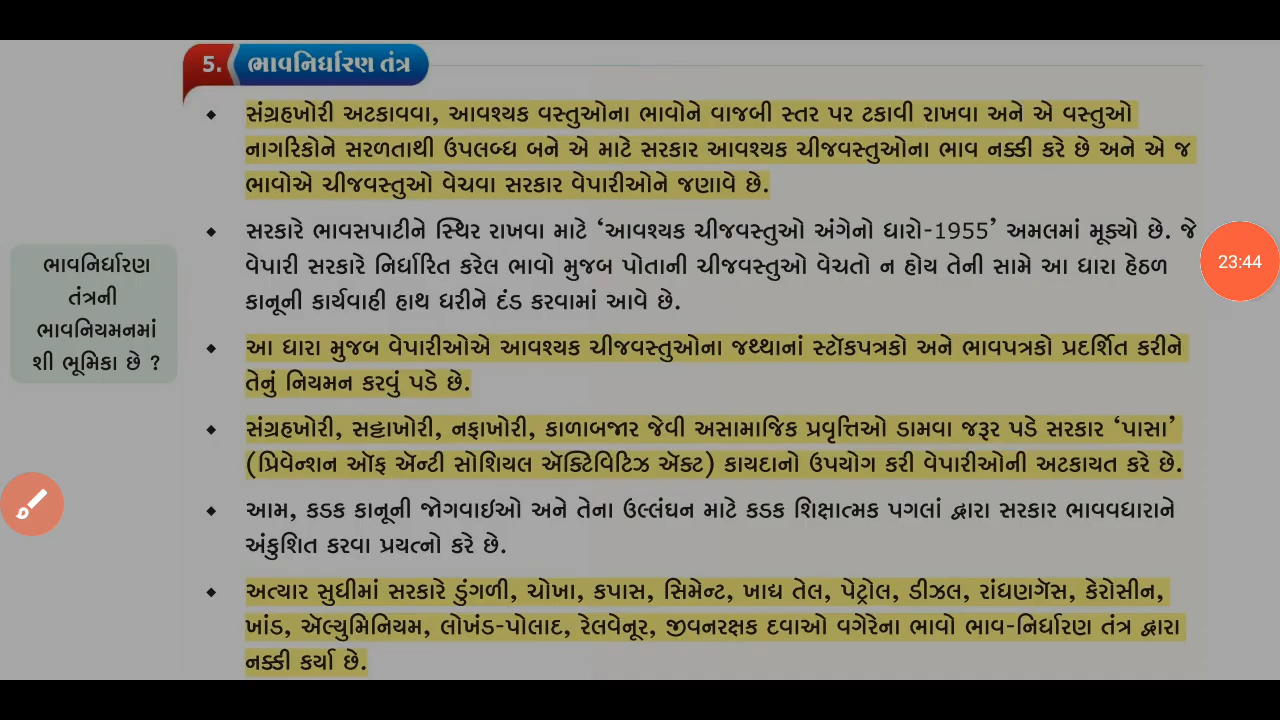 5. ભાવનિર્ધારણ તંત્ર
• સંગ્રહખોરી અટકાવવા, આવશ્યક વસ્તુઓના ભાવોને વાજબી સ્તર પર ટકાવી રાખવા અને એ વસ્તુઓ
નાગરિકોને સરળતાથી ઉપલબ્ધ બને એ માટે સરકાર આવશ્યક ચીજવસ્તુઓના ભાવ નક્કી કરે છે અને એ જ
ભાવોએ ચીજવસ્તુઓ વેચવા સરકાર વેપારીઓને જણાવે છે.
• સરકારે ભાવસપાટીને સ્થિર રાખવા માટે ‘આવશ્યક ચીજવસ્તુઓ અંગેનો ધારો-1955’ અમલમાં મૂક્યો છે. જે
વેપારી સરકારે નિર્ધારિત કરેલ ભાવો મુજબ પોતાની ચીજવસ્તુઓ વેચતો ન હોય તેની સામે આ ધારા હેઠળ
કાનૂની કાર્યવાહી હાથ ધરીને દંડ કરવામાં આવે છે.
• આ ધારા મુજબ વેપારીઓએ આવશ્યક ચીજવસ્તુઓના જથ્થાનાં સ્ટૉકપત્રકો અને ભાવપત્રકો પ્રદર્શિત કરીને
તેનું નિયમન કરવું પડે છે.
• સંગ્રહખોરી, સટ્ટાખોરી, નફાખોરી, કાળાબજાર જેવી અસામાજિક પ્રવૃત્તિઓ ડામવા જરૂર પડે સરકાર ‘પાસા’
(પ્રિવેન્શન ઑફ ઍન્ટી સોશિયલ ઍક્ટિવિટિઝ ઍક્ટ) કાયદાનો ઉપયોગ કરી વેપારીઓની અટકાયત કરે છે.
• આમ, કડક કાનૂની જોગવાઈઓ અને તેના ઉલ્લંઘન માટે કડક શિક્ષાત્મક પગલાં દ્વારા સરકાર ભાવવધારાને
અંકુશિત કરવા પ્રયત્નો કરે છે.
• અત્યાર સુધીમાં સરકારે ડુંગળી, ચોખા, કપાસ, સિમેન્ટ, ખાદ્ય તેલ, પેટ્રોલ, ડીઝલ, રાંધણગૅસ, કેરોસીન,
ખાંડ, ઍલ્યુમિનિયમ, લોખંડ-પોલાદ, રેલવેનૂર, જીવનરક્ષક દવાઓ વગેરેના ભાવો ભાવ-નિર્ધારણ તંત્ર દ્વારા
નક્કી કર્યા છે.
ભાવનિર્ધારણ
તંત્રની
ભાવનિયમનમાં
શી ભૂમિકા છે ?
23:44